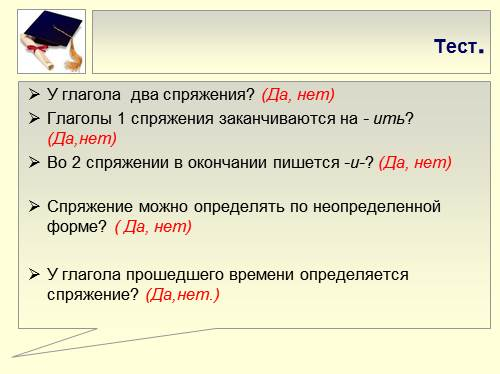 Тест.
У глагола два спряжения? (Да, нет)
Глаголы 1 спряжения заканчиваются на - ить?
(Да,нет)
Во 2 спряжении в окончании пишется -и-? (Да, нет)
Спряжение можно определять по неопределенной
форме? ( Да, нет)
У глагола прошедшего времени определяется
спряжение? (Да,нет.)